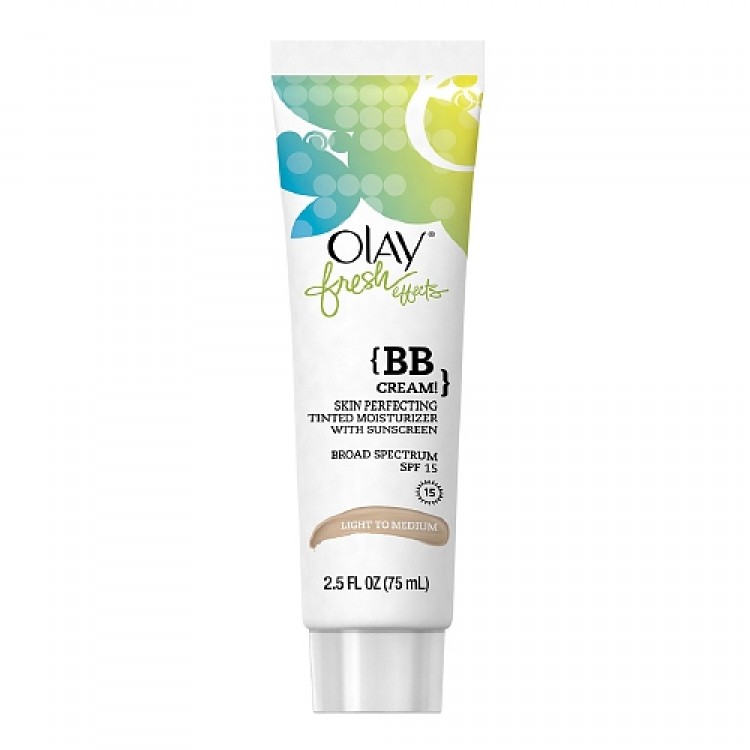 OLAY®
fresh effects
{BB
CREAM!}
SKIN PERFECTING
TINTED MOISTURIZER
WITH SUNSCREEN
BROAD SPECTRUM
SPF 15
15
LIGHT TO MEDIUM
2.5 FL OZ (75 mL)